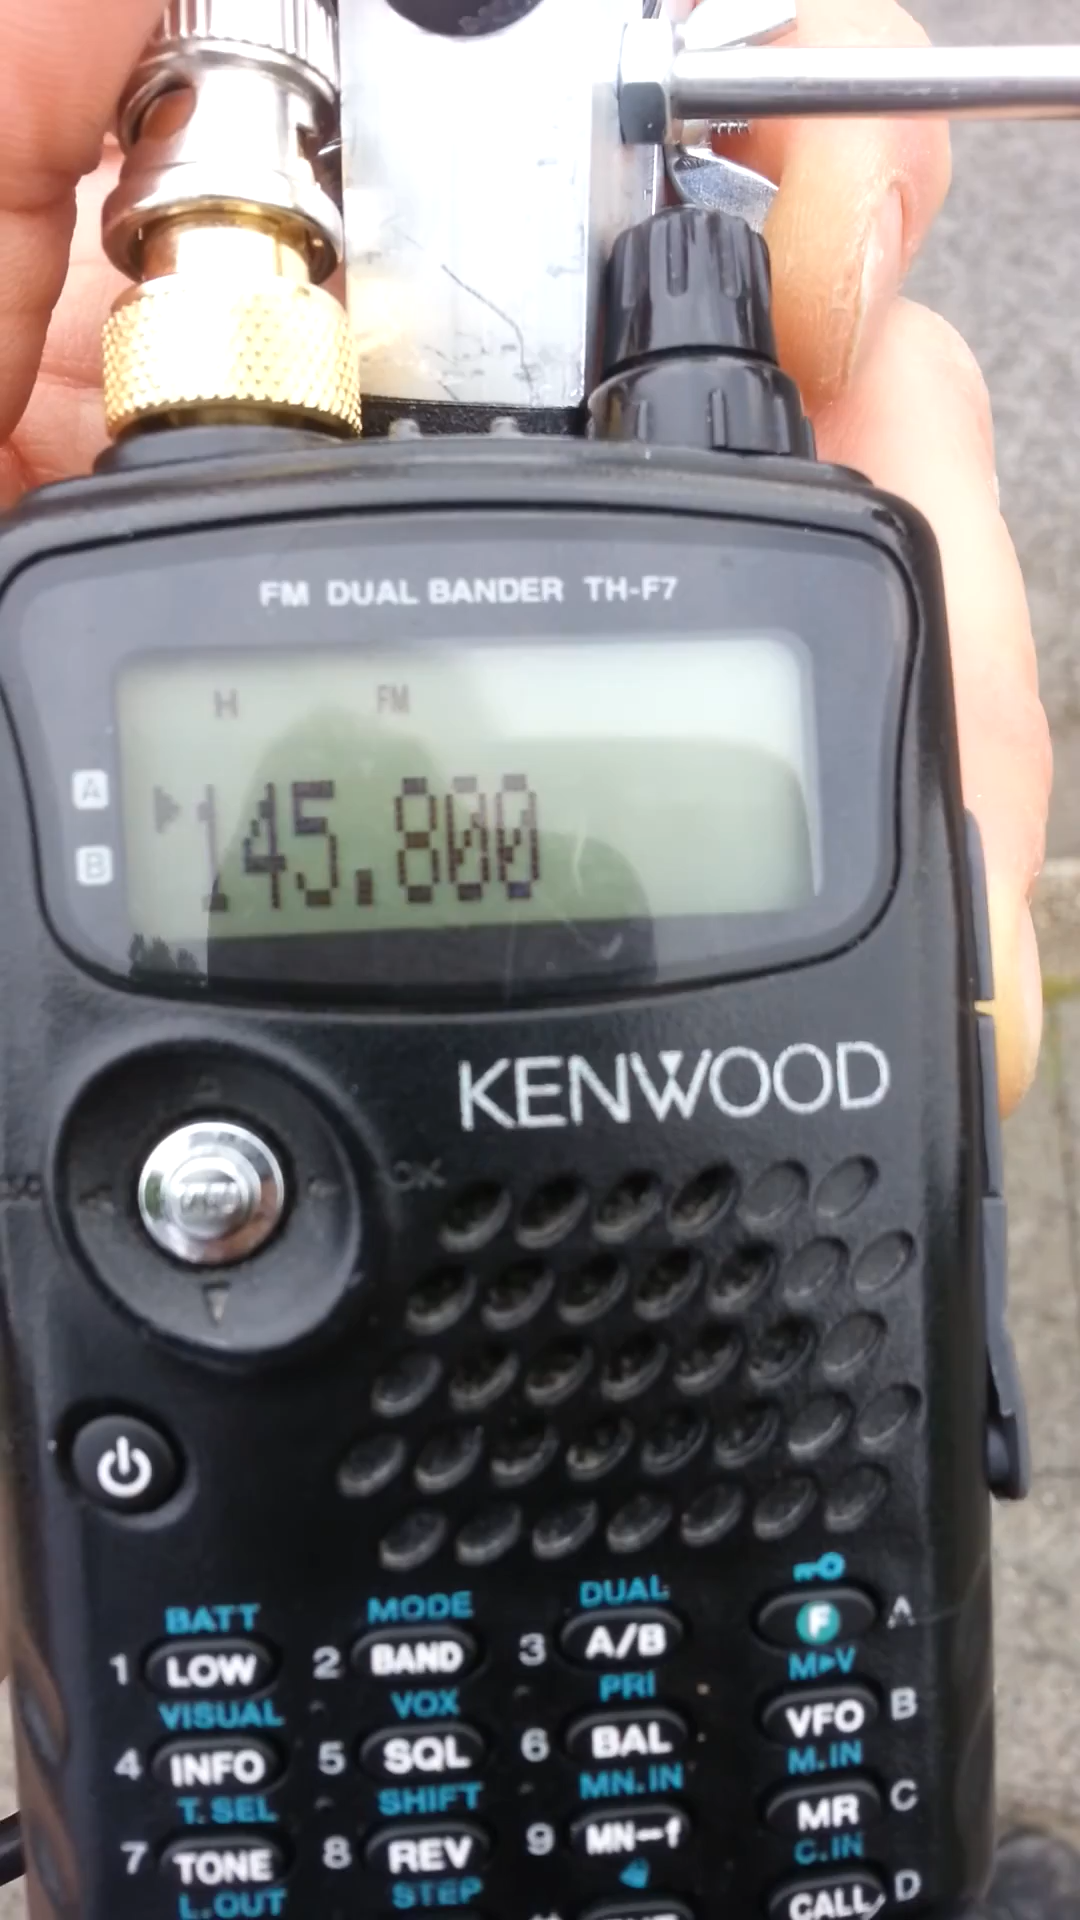 FM DUAL BANDER TH-F7
H FM
A 145.800
B
KENWOOD
OK
BATT MODE DUAL
1 LOW 2 BAND 3 A/B F A
VISUAL VOX PRI M▶V
4 INFO 5 SQL 6 BAL VFO B
T.SEL SHIFT MN.IN M.IN
7 TONE 8 REV 9 MN-f MR C
L.OUT STEP C.IN
CALL D